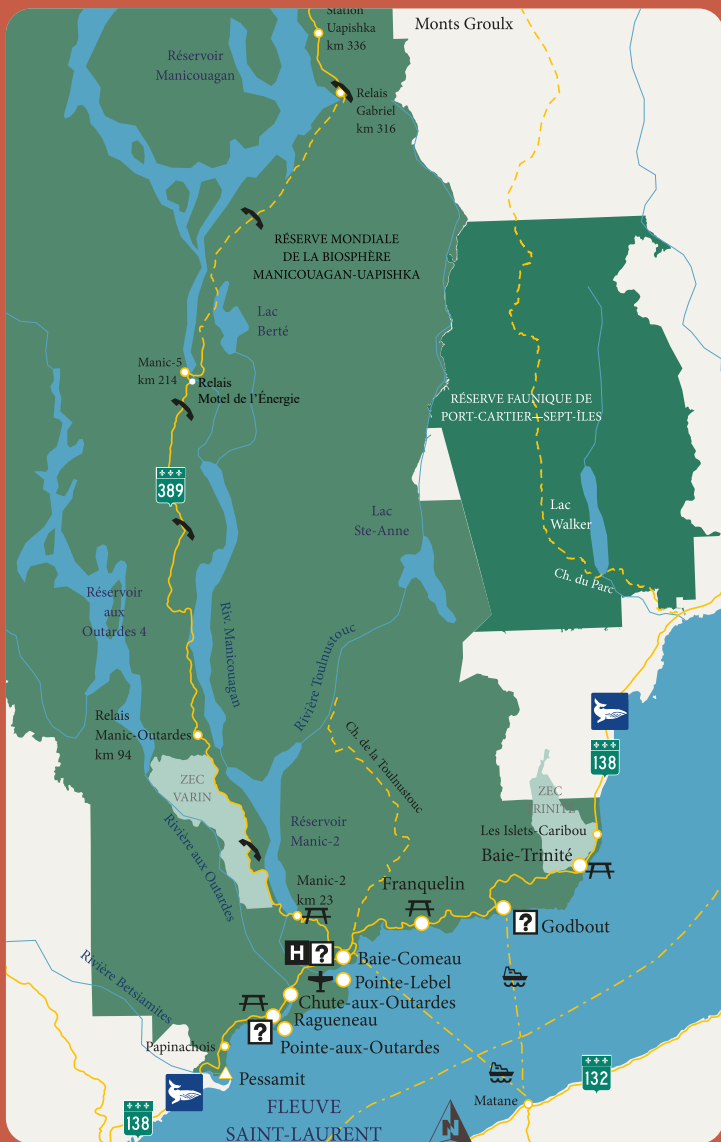 Station
Uapishka
km 336
Monts Groulx
Réservoir
Manicouagan
Relais
Gabriel
km 316
RÉSERVE MONDIALE
DE LA BIOSPHÈRE
MANICOUAGAN-UAPISHKA
Lac
Berté
Manic-5
km 214
Relais
Motel de l’Énergie
RÉSERVE FAUNIQUE DE
PORT-CARTIER–SEPT-ÎLES
389
Lac
Ste-Anne
Lac
Walker
Ch. du Parc
Réservoir
aux
Outardes 4
Riv. Manicouagan
Rivière Toulnustouc
Relais
Manic-Outardes
km 94
Ch. de la Toulnustouc
138
ZEC
VARIN
ZEC
RINITÉ
Rivière aux Outardes
Réservoir
Manic-2
Les Islets-Caribou
Baie-Trinité
Manic-2
km 23
Franquelin
? Godbout
H ?
Baie-Comeau
Pointe-Lebel
Chute-aux-Outardes
Ragueneau
?
Pointe-aux-Outardes
Rivière Betsiamites
Papinachois
Pessamit
132
Matane
138
FLEUVE
SAINT-LAURENT
N